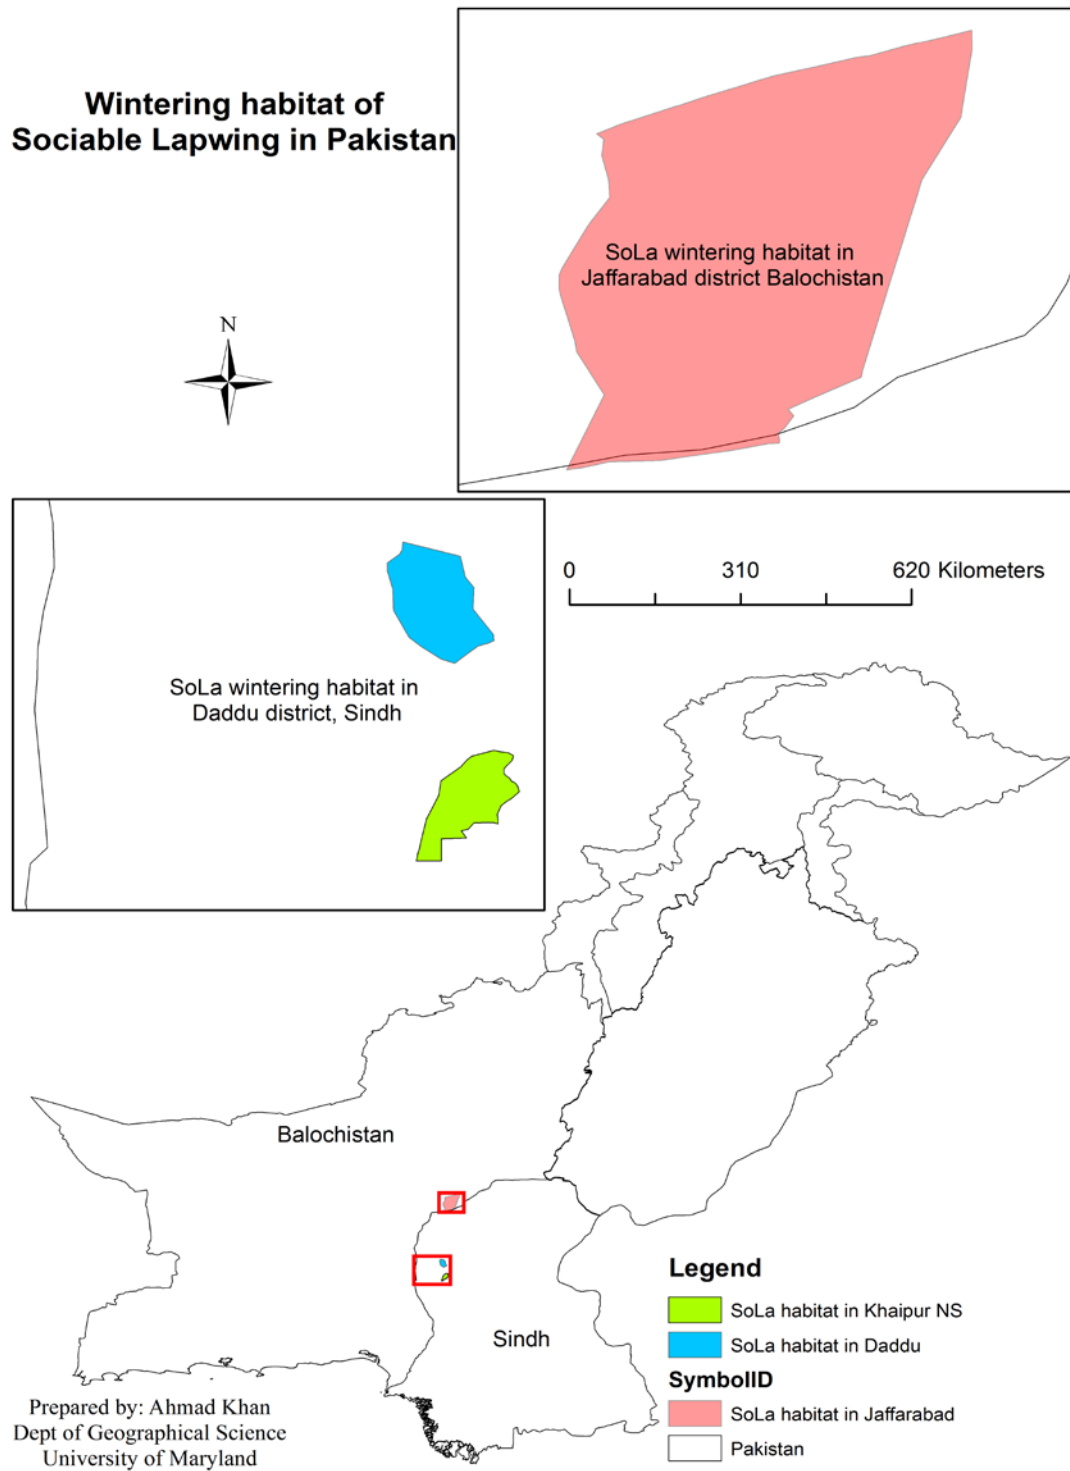 Wintering habitat of
Sociable Lapwing in Pakistan
SoLa wintering habitat in
Jaffarabad district Balochistan
N
SoLa wintering habitat in
Daddu district, Sindh
0 310 620 Kilometers
Balochistan
Sindh
Legend
SoLa habitat in Khaipur NS
SoLa habitat in Daddu
SymbolID
SoLa habitat in Jaffarabad
Pakistan
Prepared by: Ahmad Khan
Dept of Geographical Science
University of Maryland